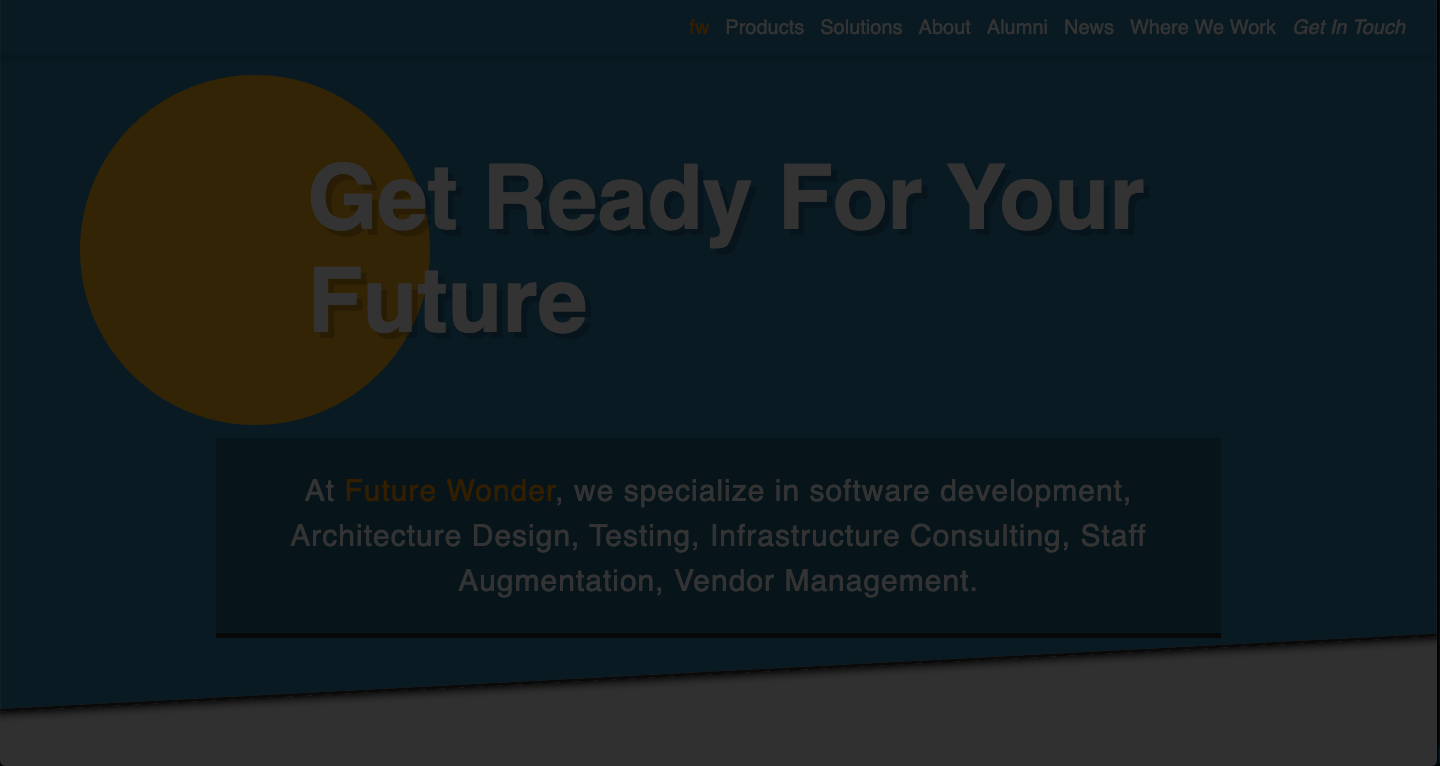 fw Products Solutions About Alumni News Where We Work Get In Touch
Get Ready For Your
Future
At Future Wonder, we specialize in software development,
Architecture Design, Testing, Infrastructure Consulting, Staff
Augmentation, Vendor Management.